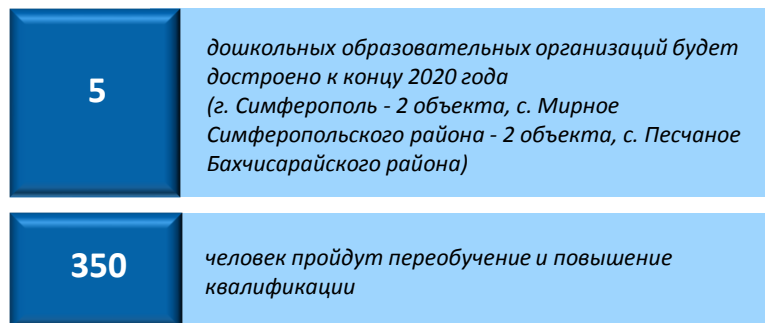 5
дошкольных образовательных организаций будет
достроено к концу 2020 года
(г. Симферополь - 2 объекта, с. Мирное
Симферопольского района - 2 объекта, с. Песчаное
Бахчисарайского района)
350
человек пройдут переобучение и повышение
квалификации